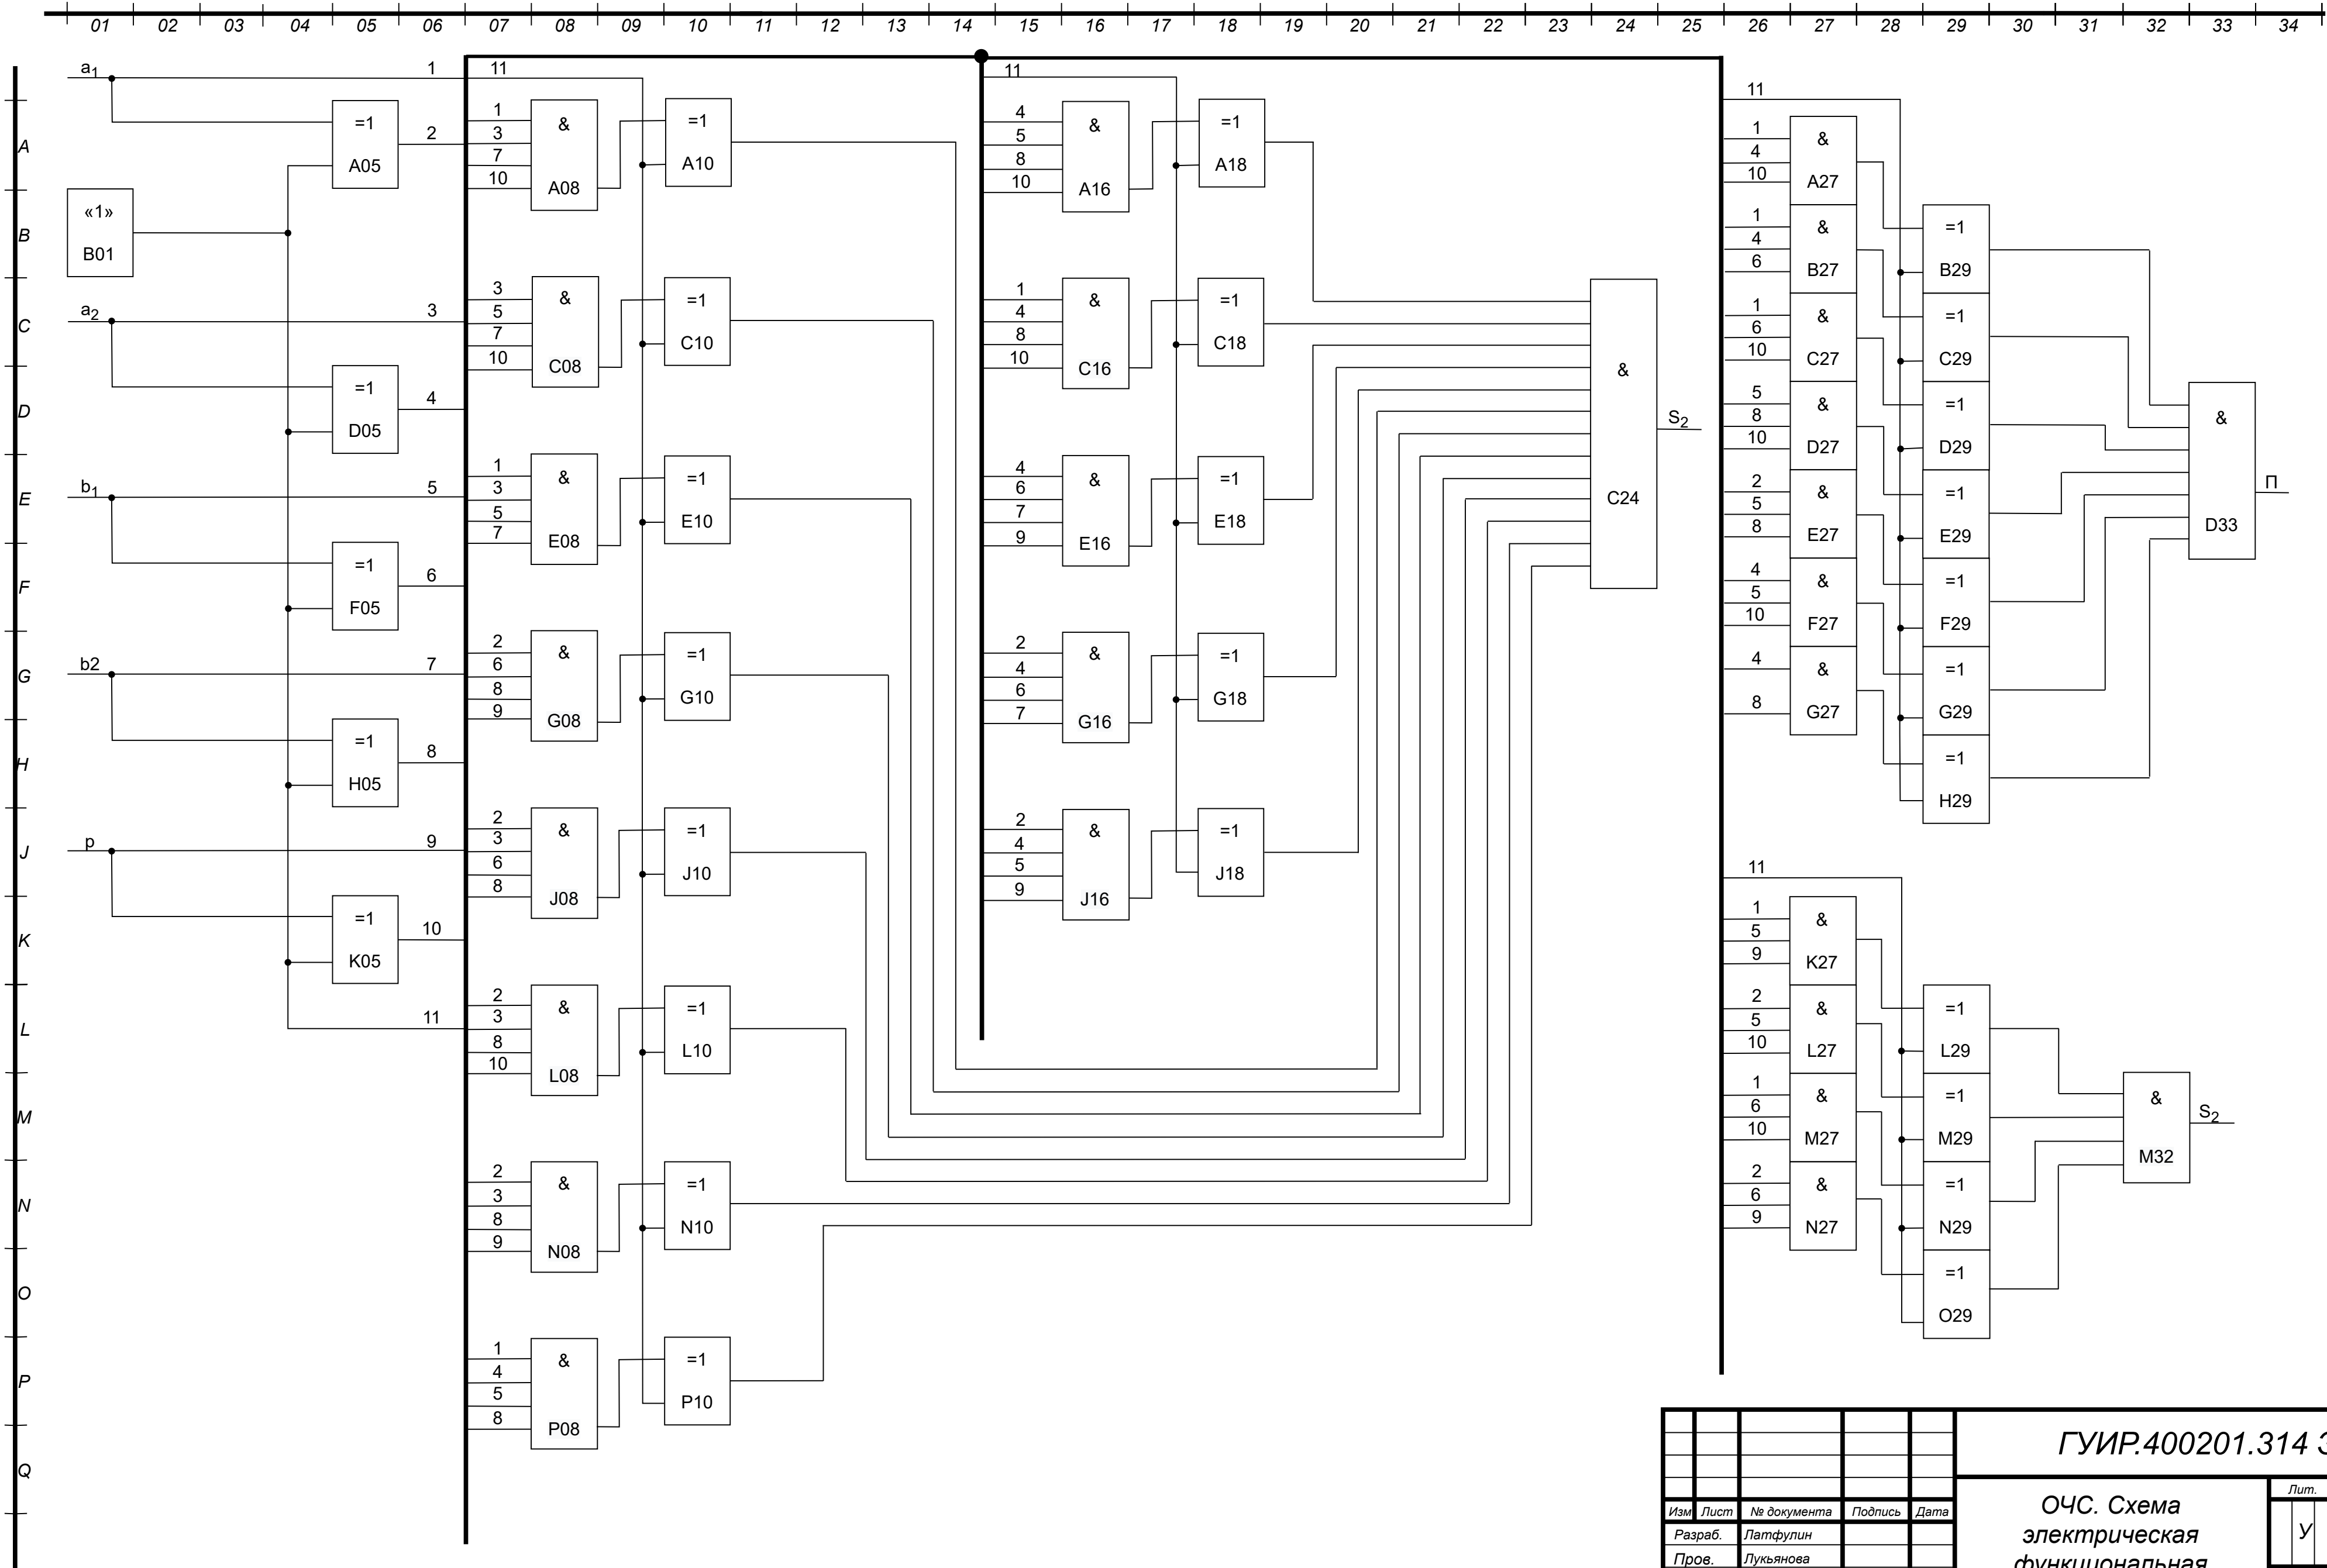 01 02 03 04 05 06 07 08 09 10 11 12 13 14 15 16 17 18 19 20 21 22 23 24 25 26 27 28 29 30 31 32 33 34
A
B
C
D
E
F
G
H
J
K
L
M
N
O
P
Q
a1
1
=1
A05
2
«1»
B01
a2
3
=1
D05
4
b1
5
=1
F05
6
b2
7
=1
H05
8
p
9
=1
K05
10
11
11
1
3
7
10
&
A08
=1
A10
3
5
7
10
&
C08
=1
C10
1
3
5
7
&
E08
=1
E10
2
6
8
9
&
G08
=1
G10
2
3
6
8
&
J08
=1
J10
2
3
8
10
&
L08
=1
L10
2
3
8
9
&
N08
=1
N10
1
4
5
8
&
P08
=1
P10
11
4
5
8
10
&
A16
=1
A18
1
4
8
10
&
C16
=1
C18
4
6
7
9
&
E16
=1
E18
2
4
6
7
&
G16
=1
G18
2
4
5
9
&
J16
=1
J18
&
C24
S2
11
1
4
10
&
A27
1
4
6
&
B27
1
6
10
&
C27
5
8
10
&
D27
2
5
8
&
E27
4
5
10
&
F27
4
8
&
G27
=1
B29
=1
C29
=1
D29
=1
E29
=1
F29
=1
G29
=1
H29
&
D33
П
11
1
5
9
&
K27
2
5
10
&
L27
1
6
10
&
M27
2
6
9
&
N27
=1
L29
=1
M29
=1
N29
=1
O29
&
M32
S2
ГУИР.400201.314
Изм Лист № документа Подпись Дата
Разраб. Латфулин
Пров. Лукьянова
ОЧС. Схема
электрическая
функциональная
Лит.
У